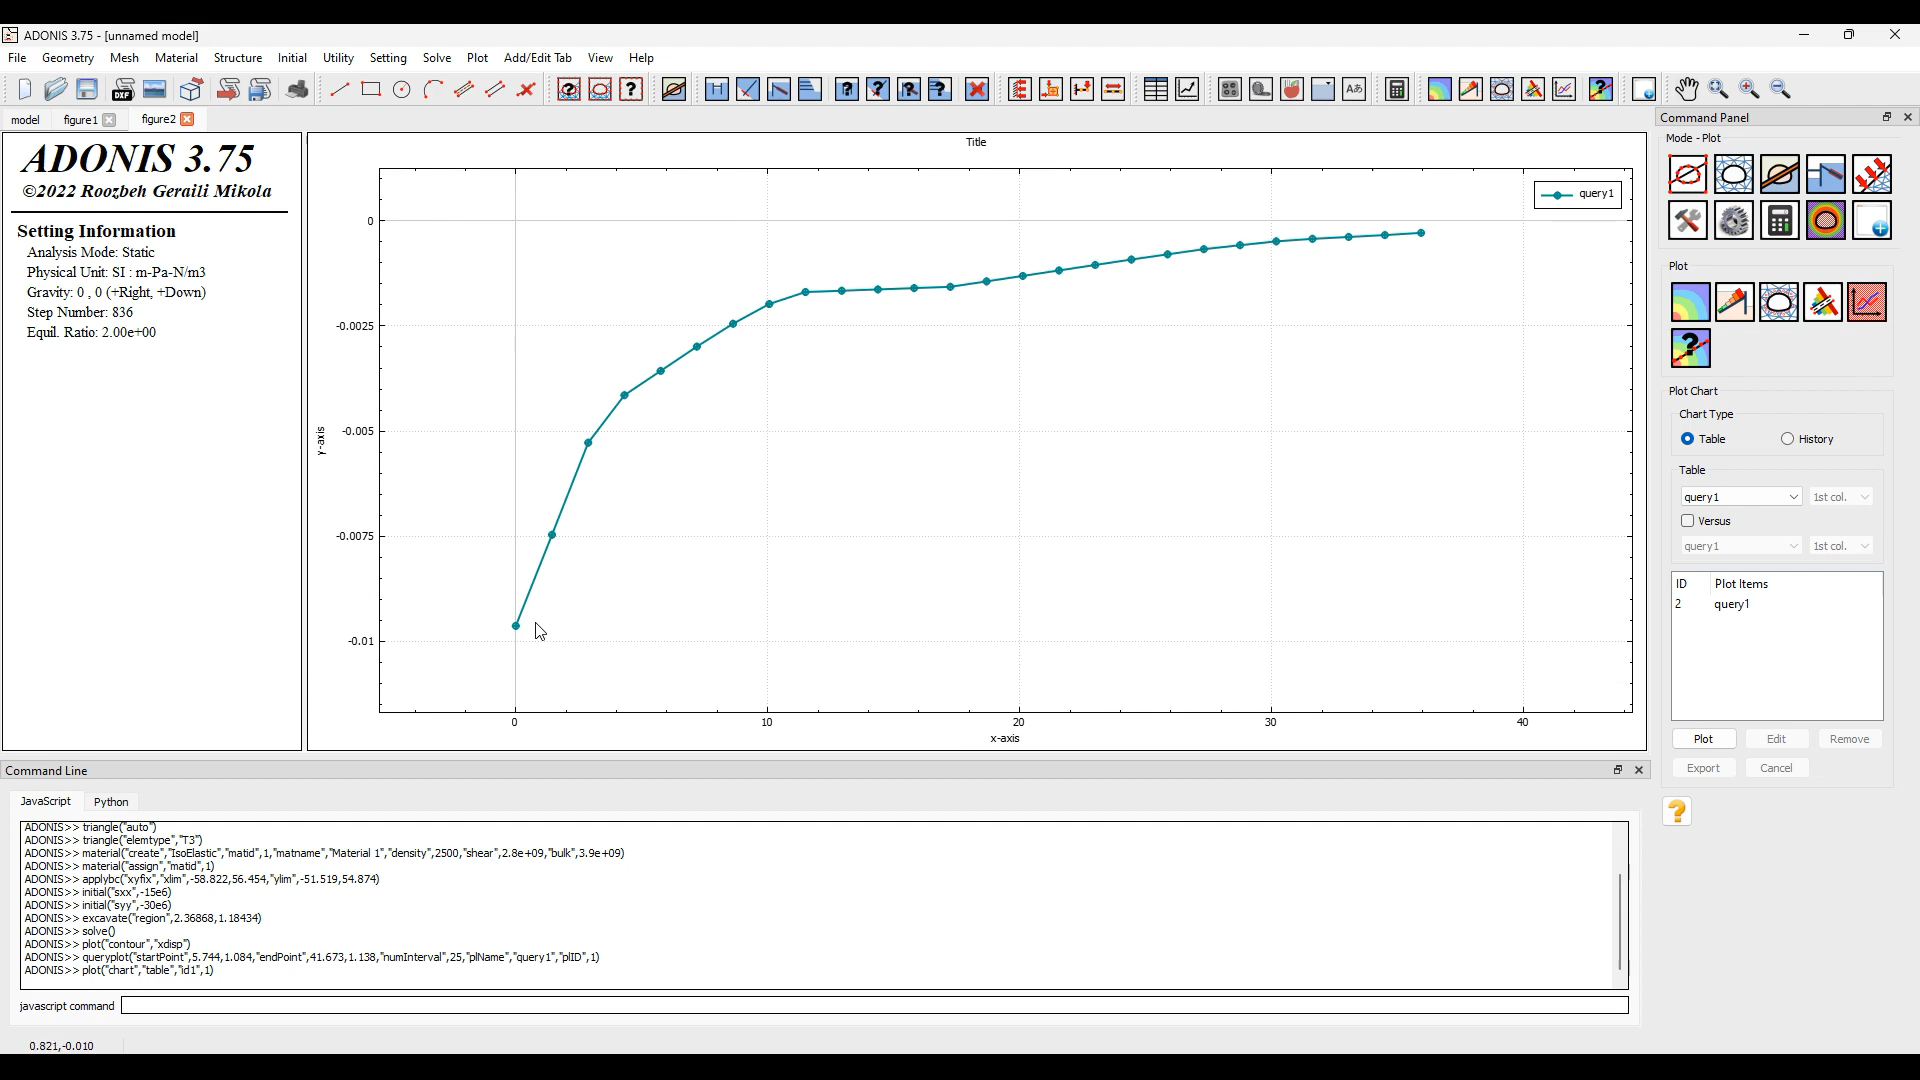 ADONIS 3.75 - [unnamed model]
File Geometry Mesh Material Structure Initial Utility Setting Solve Plot Add/Edit Tab View Help
DXF
Aあ
model figure1 figure2
Command Panel
ADONIS 3.75
©2022 Roozbeh Geraili Mikola
Setting Information
Analysis Mode: Static
Physical Unit: SI : m-Pa-N/m3
Gravity: 0 , 0 (+Right, +Down)
Step Number: 836
Equil. Ratio: 2.00e+00
Title
query1
0
-0.0025
-0.005
-0.0075
-0.01
y-axis
0 10 20 30 40
x-axis
Mode - Plot
Plot
Plot Chart
Chart Type
Table History
Table
query1 1st col.
Versus
query1 1st col.
ID Plot Items
2 query1
Plot Edit Remove
Export Cancel
Command Line
JavaScript Python
ADONIS>> triangle("auto")
ADONIS>> triangle("elemtype","T3")
ADONIS>> material("create","IsoElastic","matid",1,"matname","Material 1","density",2500,"shear",2.8e+09,"bulk",3.9e+09)
ADONIS>> material("assign","matid",1)
ADONIS>> applybc("xyfix","xlim",-58.822,56.454,"ylim",-51.519,54.874)
ADONIS>> initial("sxx",-15e6)
ADONIS>> initial("syy",-30e6)
ADONIS>> excavate("region",2.36868,1.18434)
ADONIS>> solve()
ADONIS>> plot("contour","xdisp")
ADONIS>> queryplot("startPoint",5.744,1.084,"endPoint",41.673,1.138,"numInterval",25,"plName","query1","plID",1)
ADONIS>> plot("chart","table","id1",1)
javascript command
0.821,-0.010